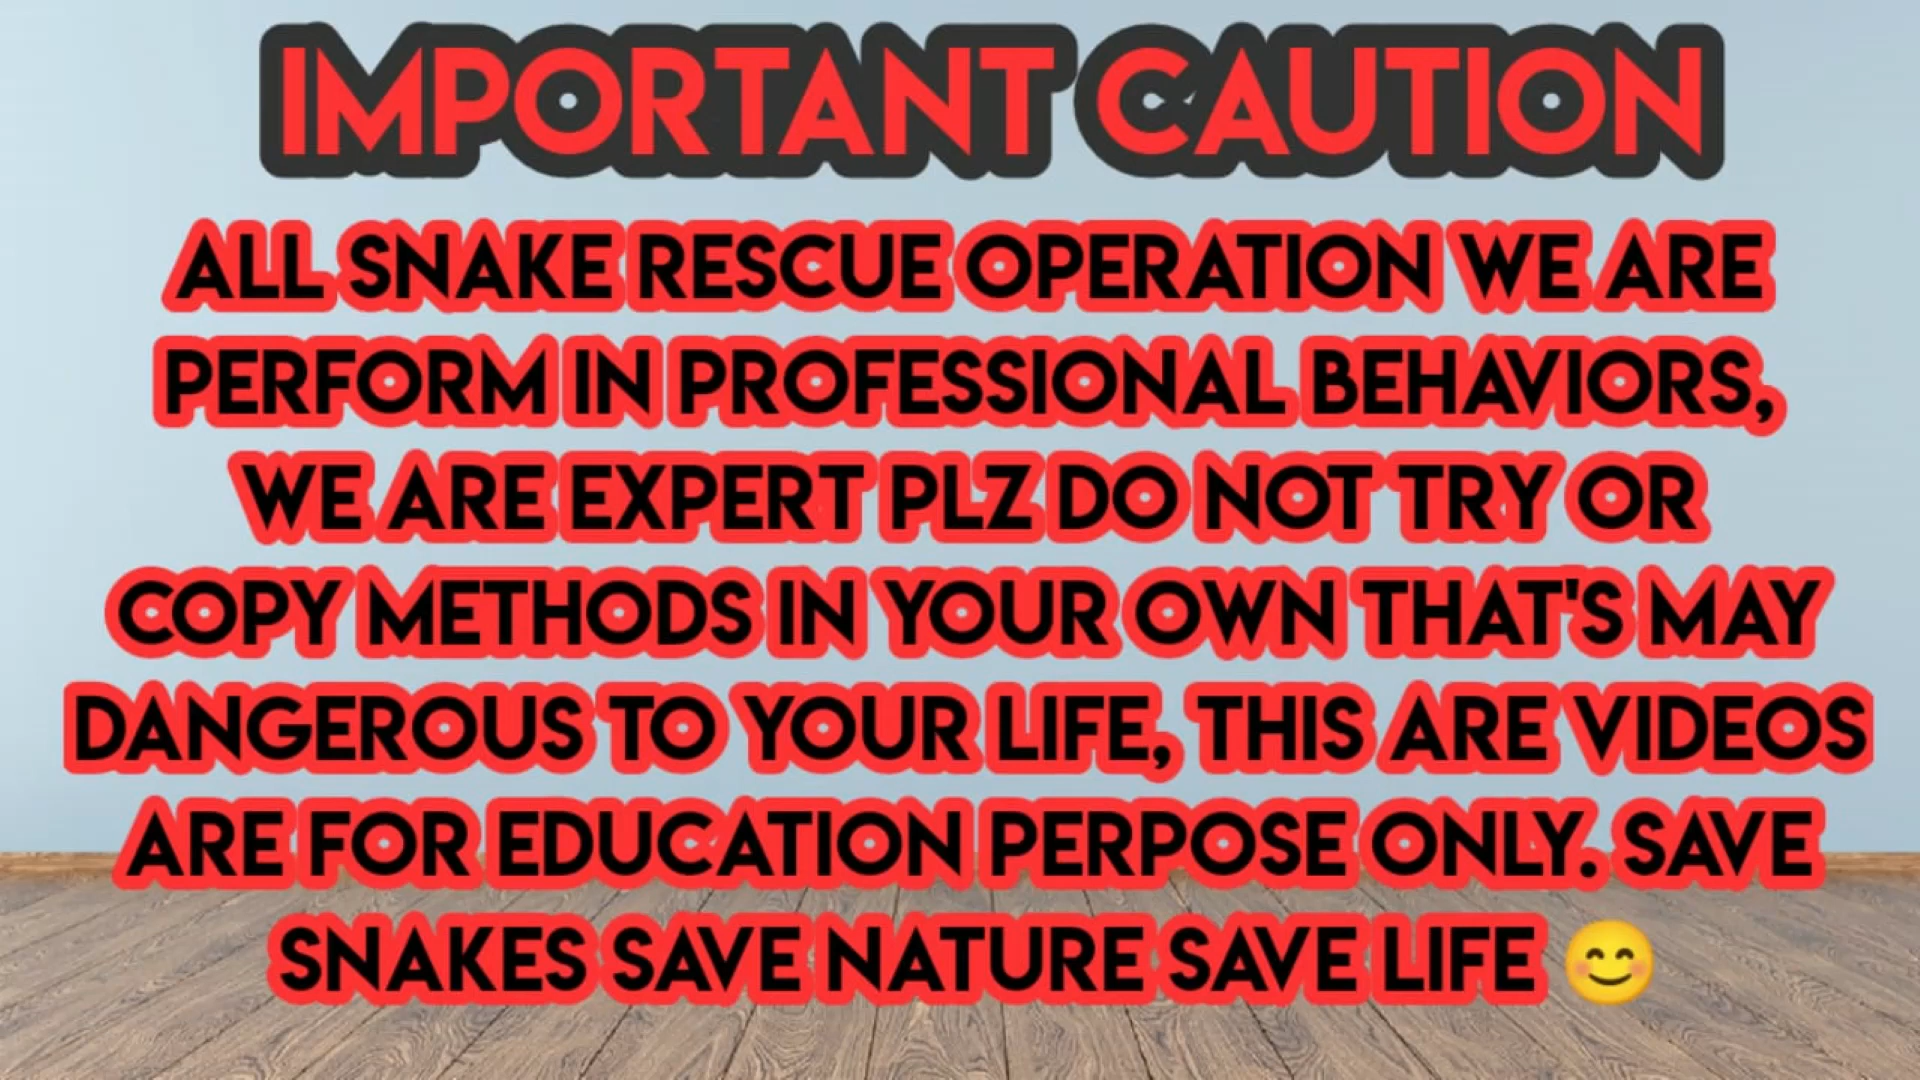 IMPORTANT CAUTION
ALL SNAKE RESCUE OPERATION WE ARE
PERFORM IN PROFESSIONAL BEHAVIORS,
WE ARE EXPERT PLZ DO NOT TRY OR
COPY METHODS IN YOUR OWN THAT'S MAY
DANGEROUS TO YOUR LIFE, THIS ARE VIDEOS
ARE FOR EDUCATION PERPOSE ONLY. SAVE
SNAKES SAVE NATURE SAVE LIFE 😊